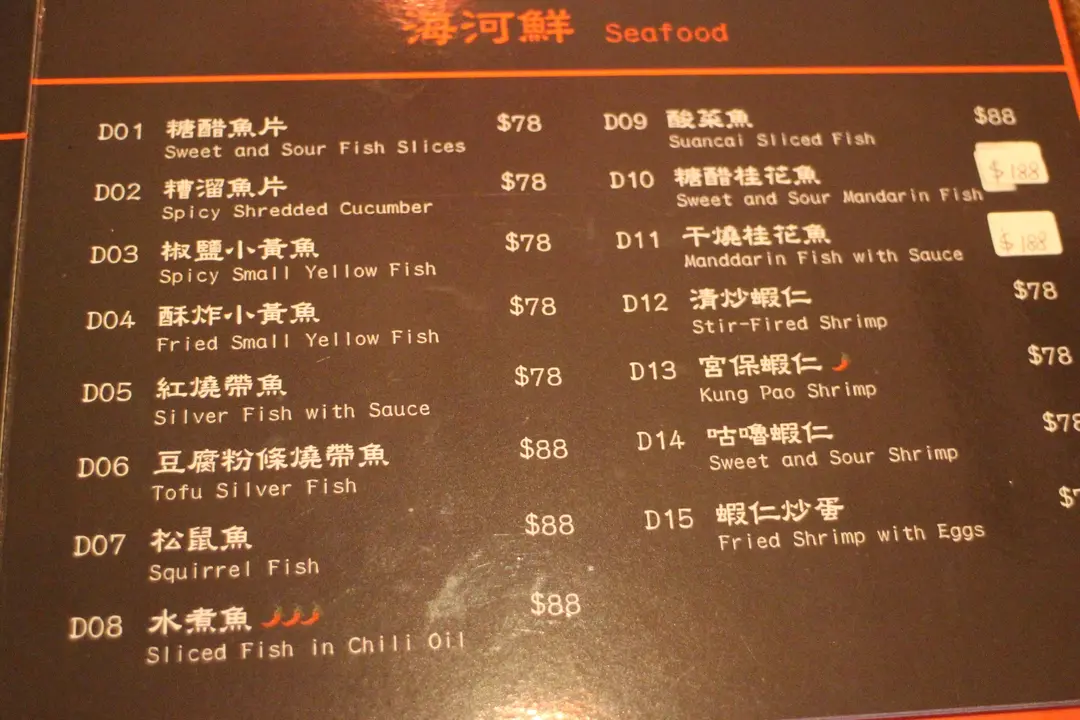 海河鮮 Seafood
D01 糖醋魚片 $78
Sweet and Sour Fish Slices
D02 糟溜魚片 $78
Spicy Shredded Cucumber
D03 椒鹽小黃魚 $78
Spicy Small Yellow Fish
D04 酥炸小黃魚 $78
Fried Small Yellow Fish
D05 紅燒帶魚 $78
Silver Fish with Sauce
D06 豆腐粉條燒帶魚 $88
Tofu Silver Fish
D07 松鼠魚 $88
Squirrel Fish
D08 水煮魚 $88
Sliced Fish in Chili Oil
D09 酸菜魚 $88
Suancai Sliced Fish
D10 糖醋桂花魚 $188
Sweet and Sour Mandarin Fish
D11 干燒桂花魚 $188
Manddarin Fish with Sauce
D12 清炒蝦仁 $78
Stir-Fired Shrimp
D13 宮保蝦仁 $78
Kung Pao Shrimp
D14 咕嚕蝦仁 $78
Sweet and Sour Shrimp
D15 蝦仁炒蛋
Fried Shrimp with Eggs